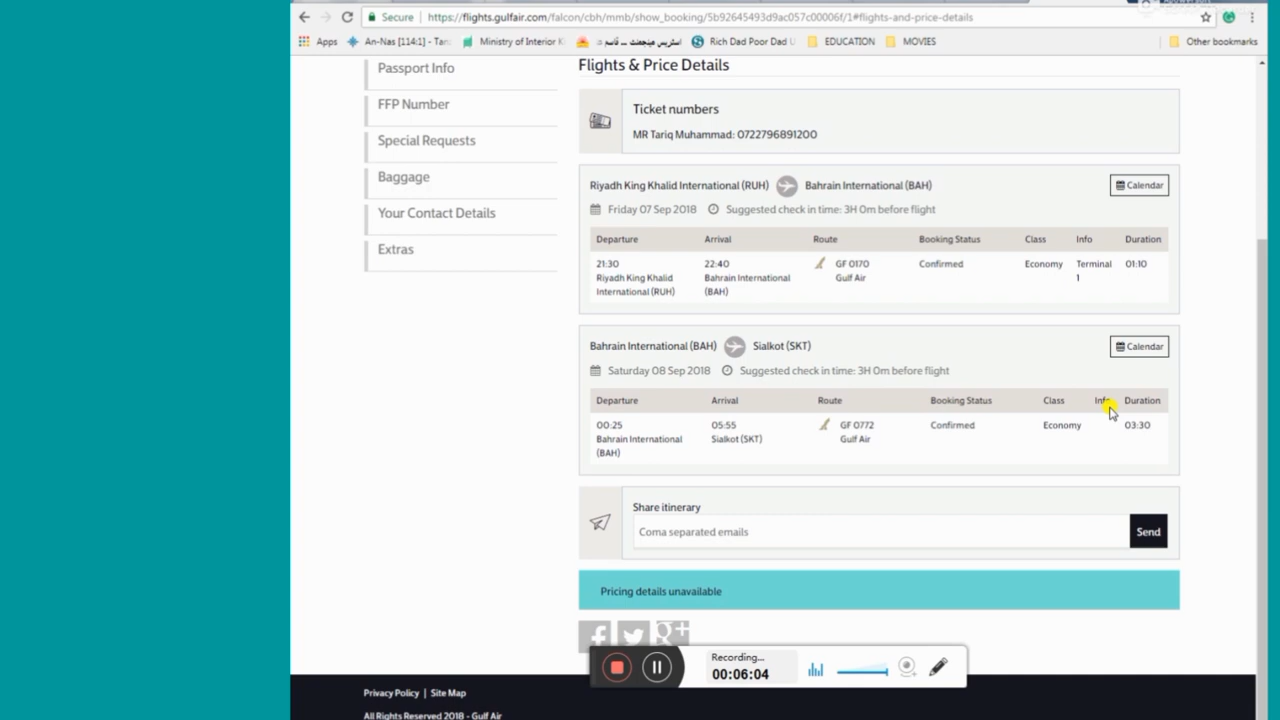 Secure | https://flights.gulfair.com/falcon/cbh/mmb/show_booking/5b92645493d9ac057c00006f/1#flights-and-price-details
Apps An-Nas [114:1] - Tan Ministry of Interior K استریس مینجمنٹ ... قاسم Rich Dad Poor Dad EDUCATION MOVIES Other bookmarks
Passport Info
FFP Number
Special Requests
Baggage
Your Contact Details
Extras
Flights & Price Details
Ticket numbers
MR Tariq Muhammad: 0722796891200
Riyadh King Khalid International (RUH) Bahrain International (BAH) Calendar
Friday 07 Sep 2018 Suggested check in time: 3H 0m before flight
Departure Arrival Route Booking Status Class Info Duration
21:30 22:40 GF 0170 Confirmed Economy Terminal 01:10
Riyadh King Khalid Bahrain International Gulf Air 1
International (RUH) (BAH)
Bahrain International (BAH) Sialkot (SKT) Calendar
Saturday 08 Sep 2018 Suggested check in time: 3H 0m before flight
Departure Arrival Route Booking Status Class Info Duration
00:25 05:55 GF 0772 Confirmed Economy 03:30
Bahrain International Sialkot (SKT) Gulf Air
(BAH)
Share itinerary
Coma separated emails Send
Pricing details unavailable
Recording...
00:06:04
Privacy Policy | Site Map
All Rights Reserved 2018 - Gulf Air